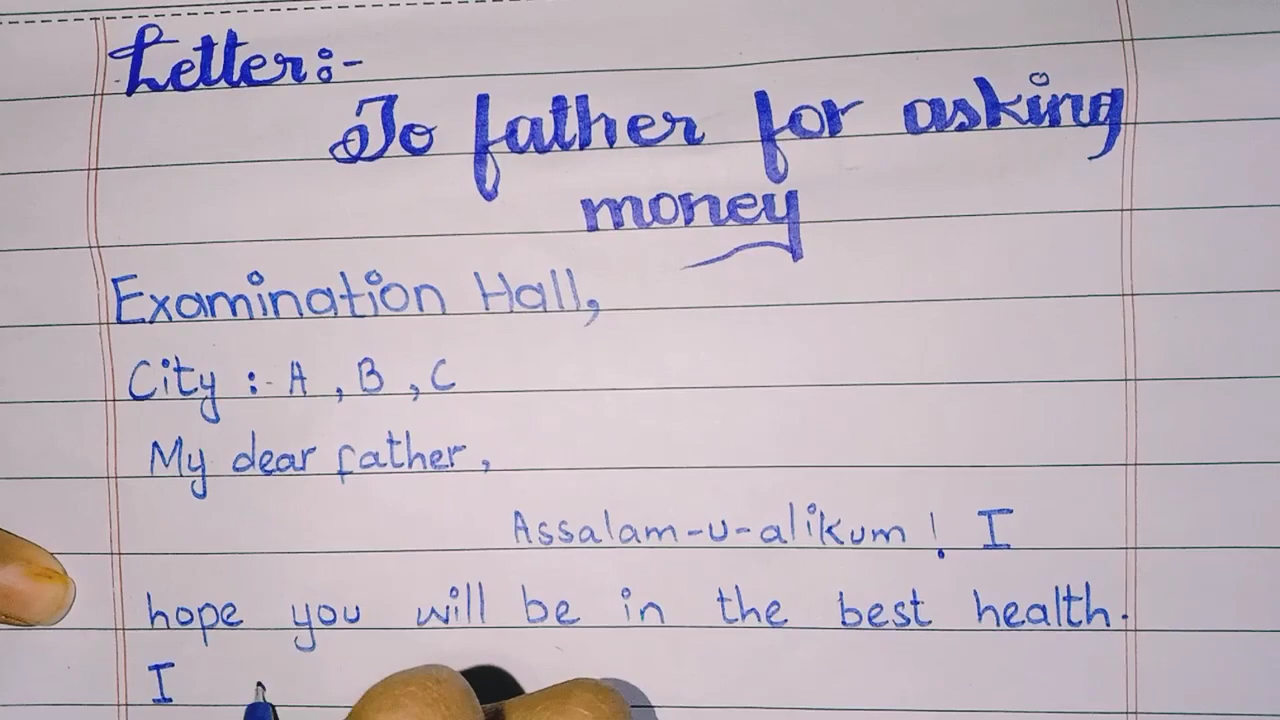 Letter:-
To father for asking
money
Examination Hall,
City :- A , B , C
My dear father,
Assalam-u-alikum ! I
hope you will be in the best health.
I